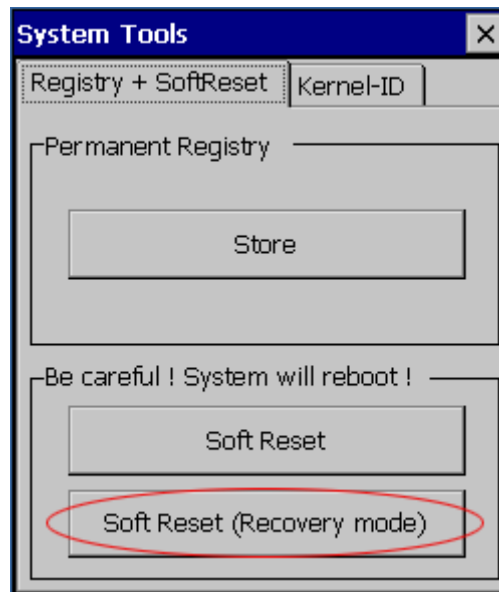 System Tools
Registry + SoftReset Kernel-ID
Permanent Registry
Store
Be careful ! System will reboot !
Soft Reset
Soft Reset (Recovery mode)